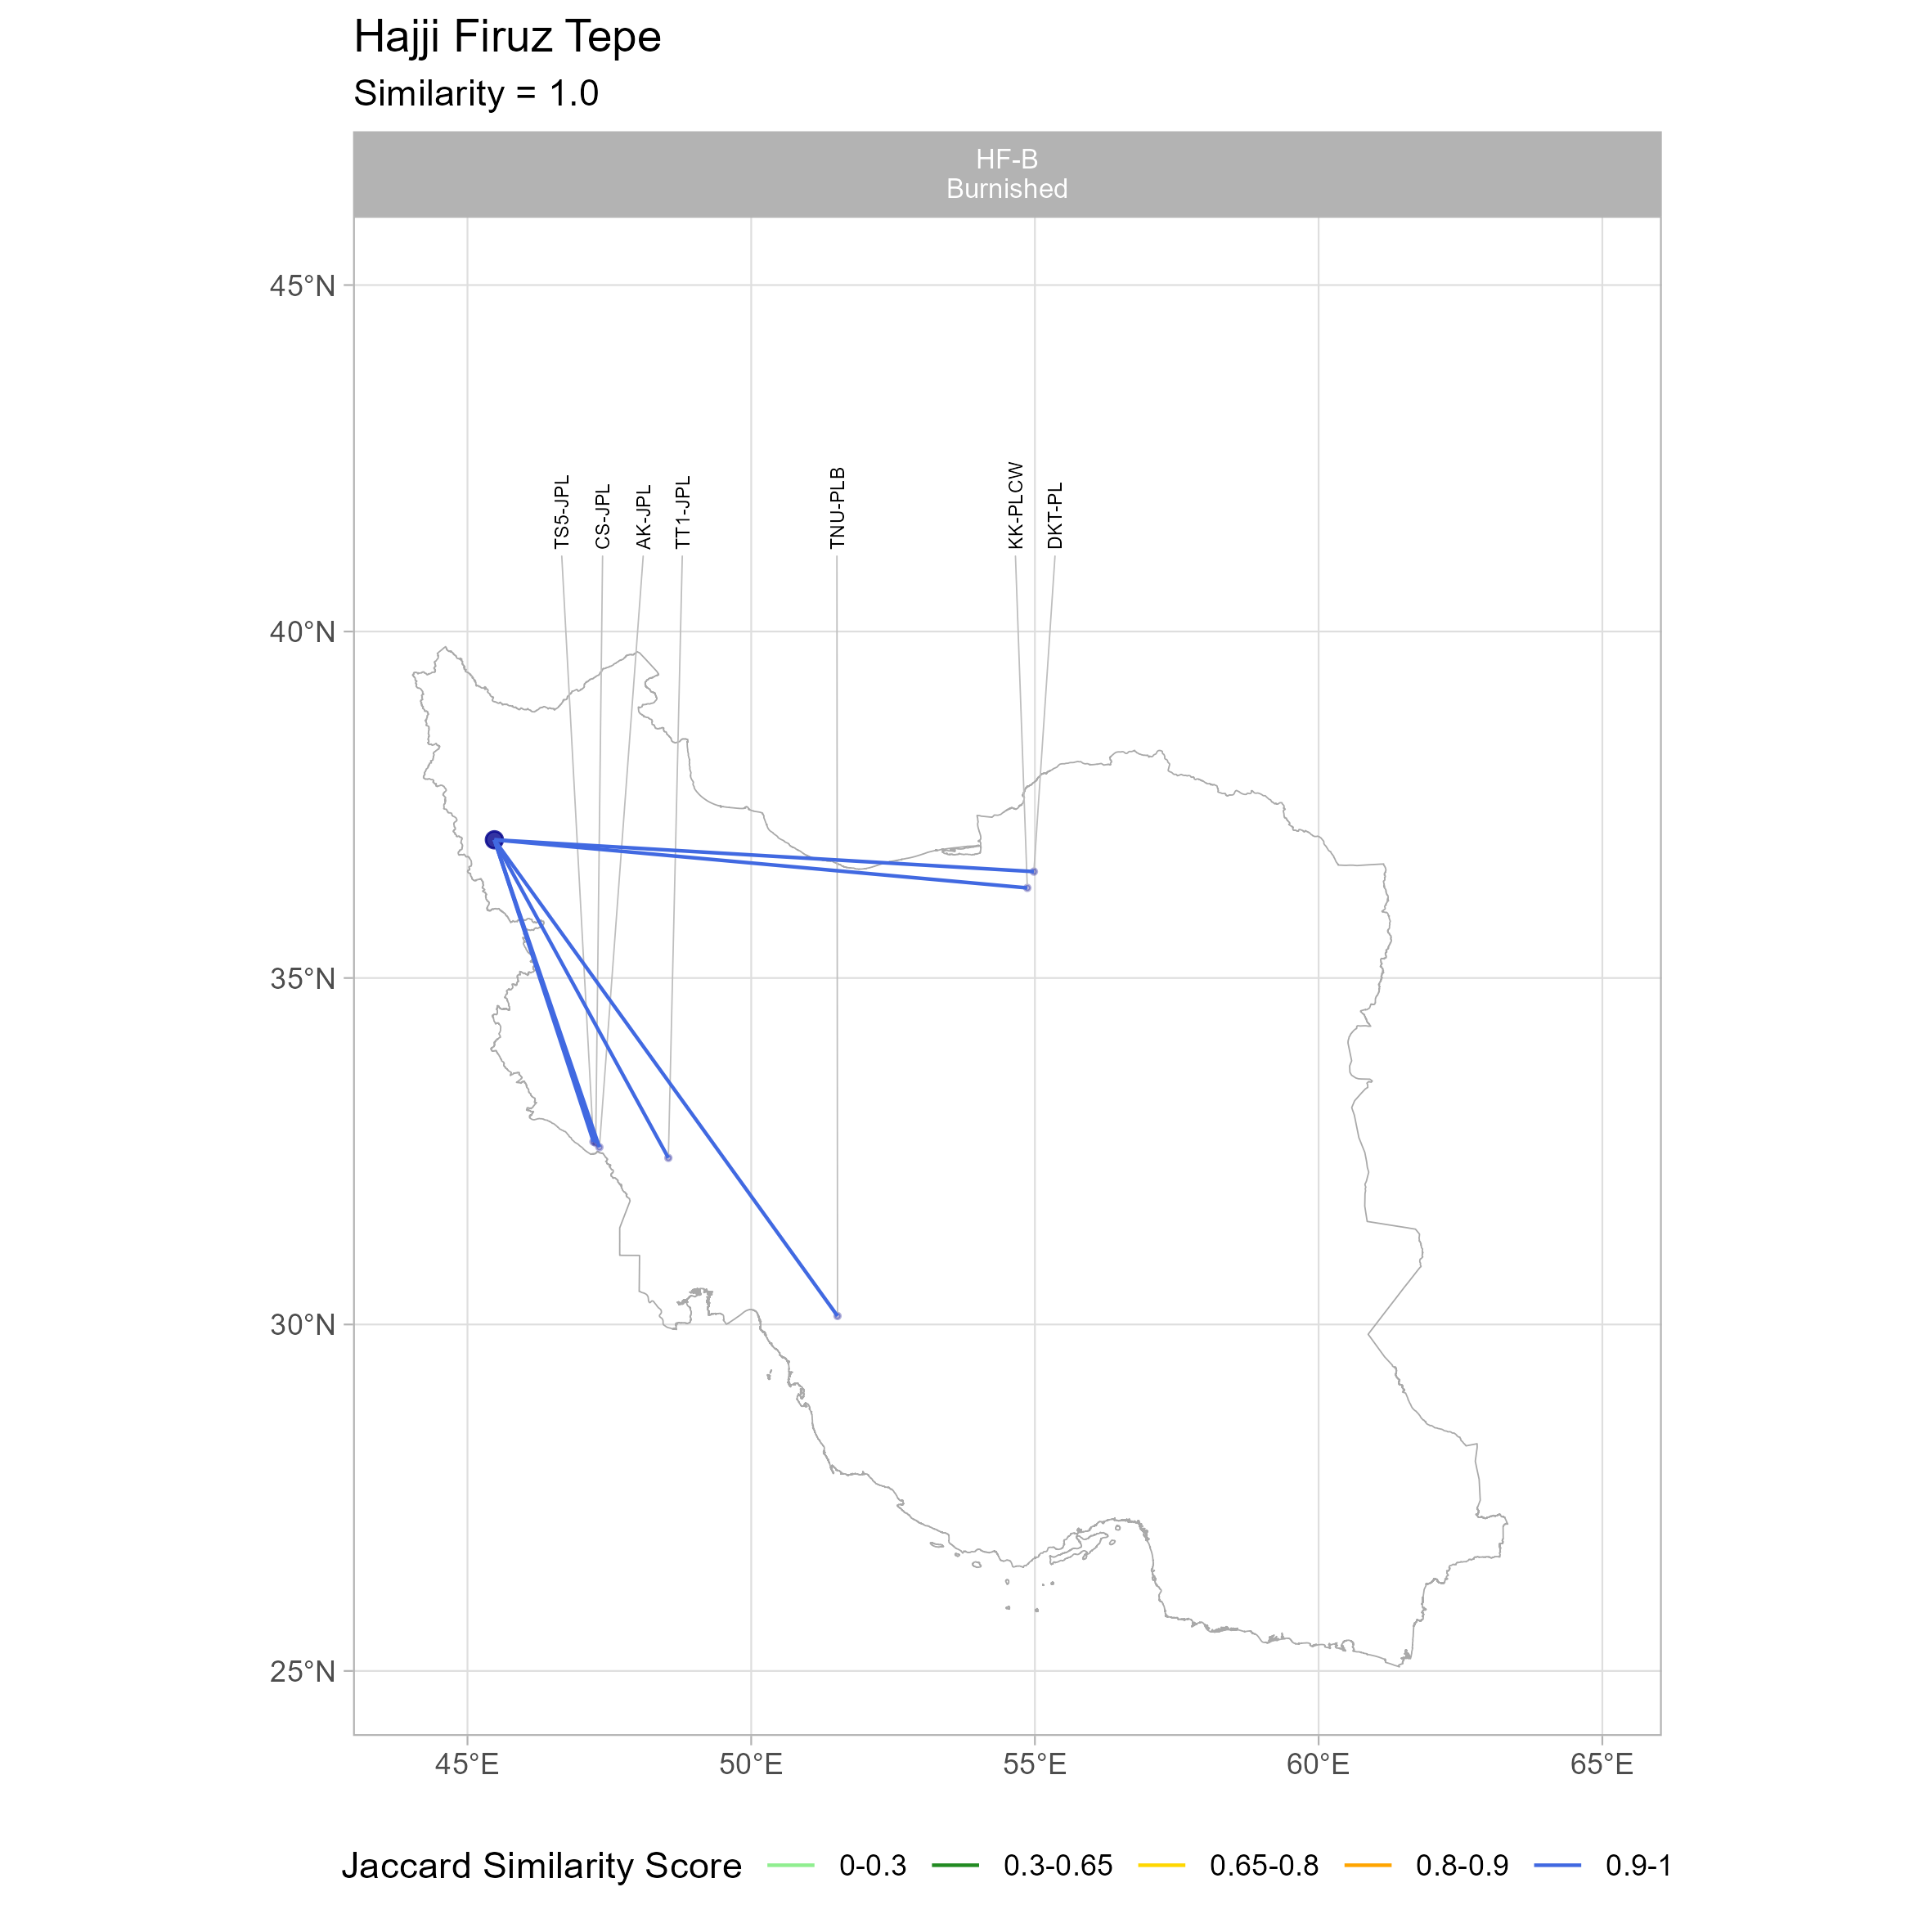 Hajji Firuz Tepe
Similarity = 1.0
HF-B
Burnished
45°N
40°N
35°N
30°N
25°N
TS5-JPL
CS-JPL
AK-JPL
TT1-JPL
TNU-PLB
KK-PLCW
DKT-PL
45°E
50°E
55°E
60°E
65°E
Jaccard Similarity Score
0-0.3
0.3-0.65
0.65-0.8
0.8-0.9
0.9-1